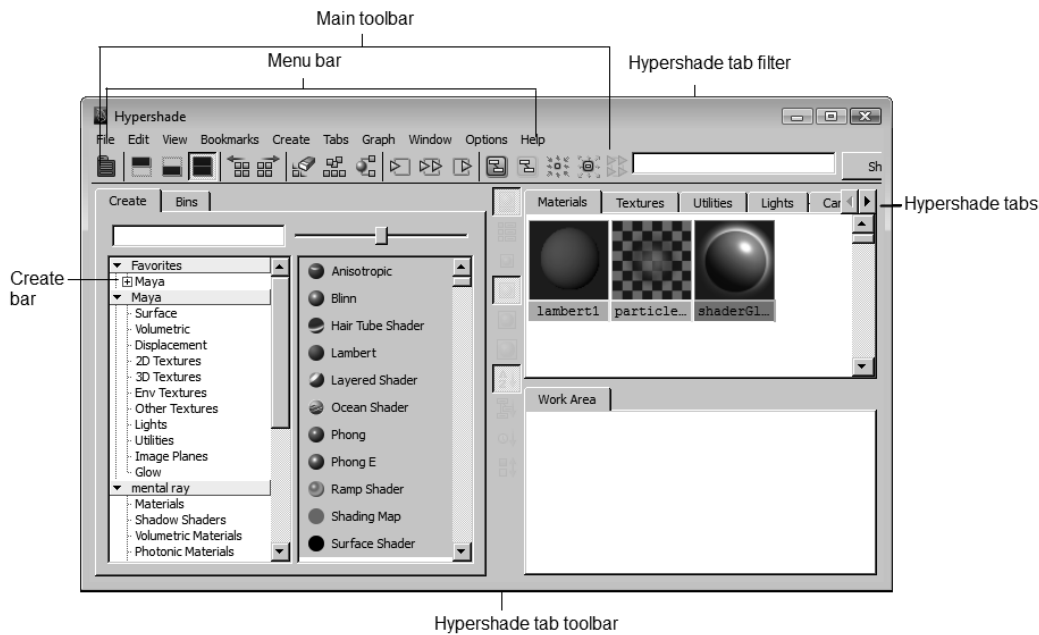 Main toolbar
Menu bar
Hypershade tab filter
Hypershade
File Edit View Bookmarks Create Tabs Graph Window Options Help
Sh
Create Bins
Materials Textures Utilities Lights Car
Hypershade tabs
Create
bar
Favorites
Maya
Maya
Surface
Volumetric
Displacement
2D Textures
3D Textures
Env Textures
Other Textures
Lights
Utilities
Image Planes
Glow
mental ray
Materials
Shadow Shaders
Volumetric Materials
Photonic Materials
Anisotropic
Blinn
Hair Tube Shader
Lambert
Layered Shader
Ocean Shader
Phong
Phong E
Ramp Shader
Shading Map
Surface Shader
lambert1 particle... shaderGl...
Work Area
Hypershade tab toolbar